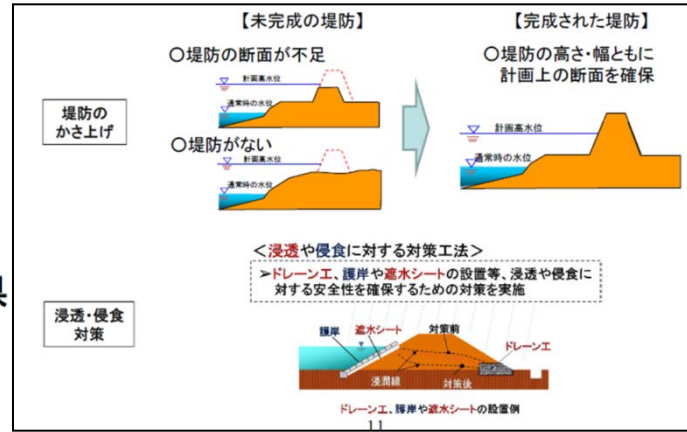 【未完成の堤防】
【完成された堤防】
〇堤防の断面が不足
計画高水位
通常時の水位
〇堤防がない
計画高水位
通常時の水位
〇堤防の高さ・幅ともに
計画上の断面を確保
計画高水位
通常時の水位
堤防の
かさ上げ
<浸透や侵食に対する対策工法>
➢ドレーン工、護岸や遮水シートの設置等、浸透や侵食に
対する安全性を確保するための対策を実施
浸透・侵食
対策
護岸
遮水シート
対策前
ドレーン工
浸潤線
対策後
ドレーン工、護岸や遮水シートの設置例
11